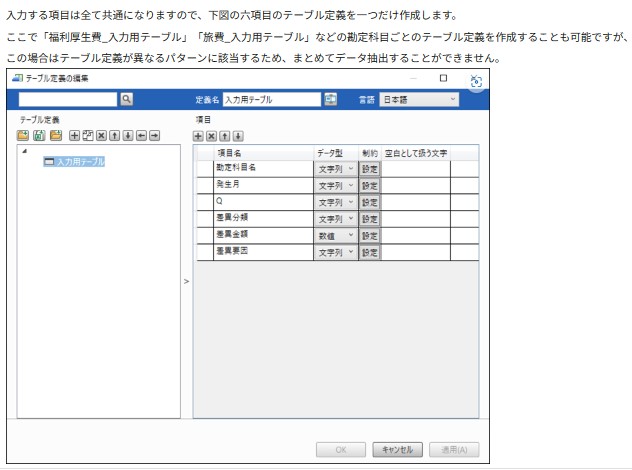 入力する項目は全て共通になりますので、下図の六項目のテーブル定義を一つだけ作成します。
ここで「福利厚生費_入力用テーブル」「旅費_入力用テーブル」などの勘定科目ごとのテーブル定義を作成することも可能ですが、
この場合はテーブル定義が異なるパターンに該当するため、まとめてデータ抽出することができません。
テーブル定義の編集
定義名 入力用テーブル 言語 日本語
テーブル定義 項目
入力用テーブル
項目名 データ型 制約 空白として扱う文字
勘定科目名 文字列 設定
発生月 文字列 設定
Q 文字列 設定
差異分類 文字列 設定
差異金額 数値 設定
差異要因 文字列 設定
>
OK キャンセル 適用(A)